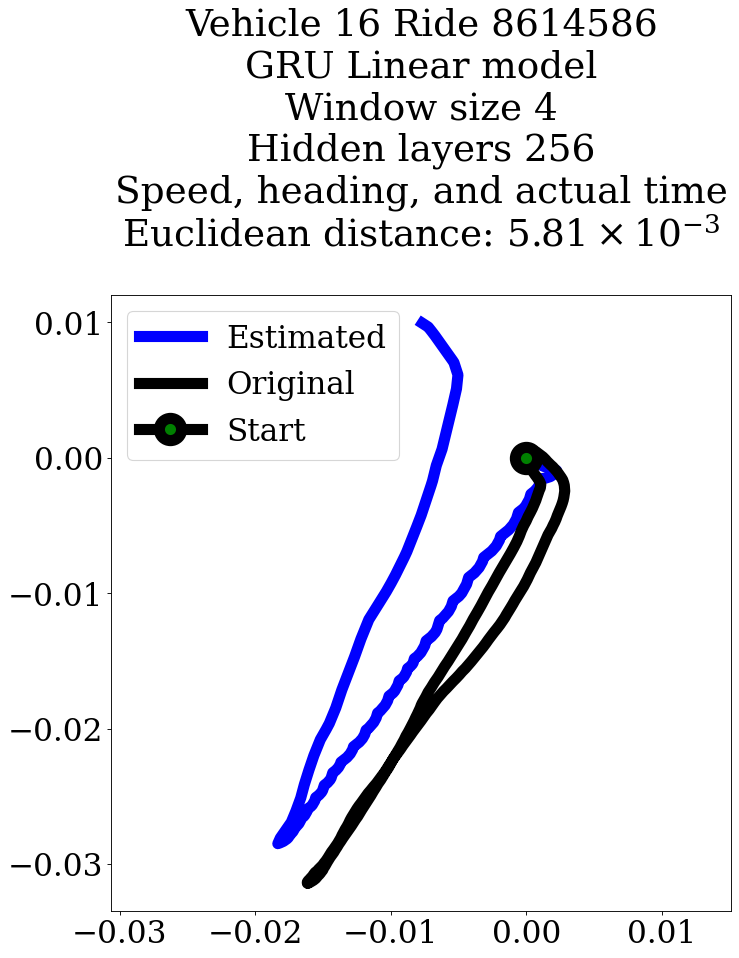 Vehicle 16 Ride 8614586
GRU Linear model
Window size 4
Hidden layers 256
Speed, heading, and actual time
Euclidean distance: 5.81 × 10⁻³
Estimated
Original
Start
0.01
0.00
−0.01
−0.02
−0.03
−0.03 −0.02 −0.01 0.00 0.01